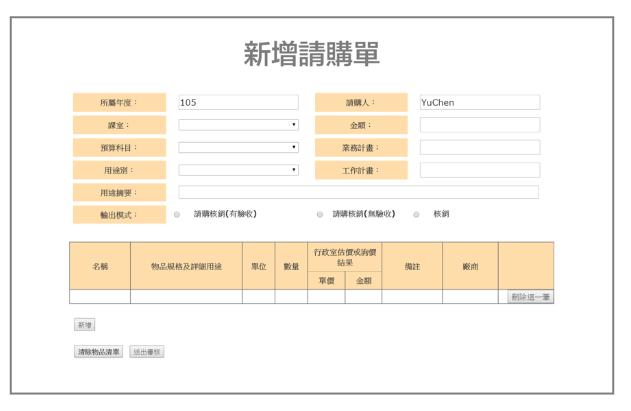 新增請購單
所屬年度： 105 請購人： YuChen
課室： 金額：
預算科目： 業務計畫：
用途別： 工作計畫：
用途摘要：
輸出模式： 請購核銷(有驗收) 請購核銷(無驗收) 核銷
名稱 物品規格及詳細用途 單位 數量 行政室估價或詢價結果 備註 廠商
單價 金額
刪除這一筆
新增
清除物品清單 送出審核